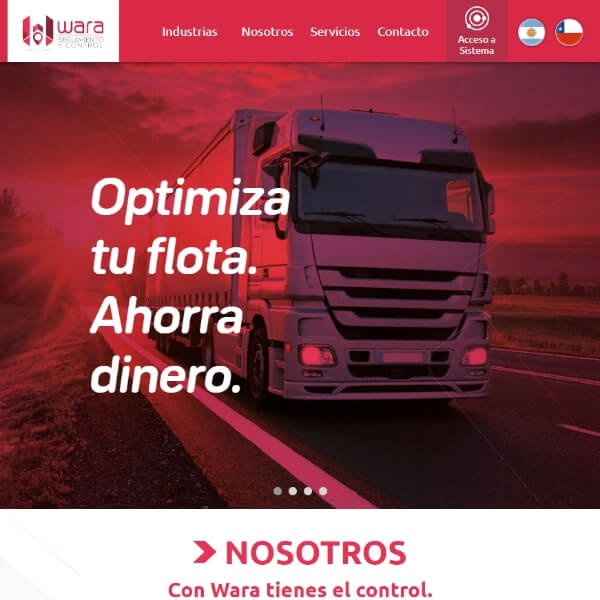 wara
SEGUIMIENTO
Y CONTROL
Industrias
Nosotros
Servicios
Contacto
Acceso a
Sistema
Optimiza
tu flota.
Ahorra
dinero.
NOSOTROS
Con Wara tienes el control.